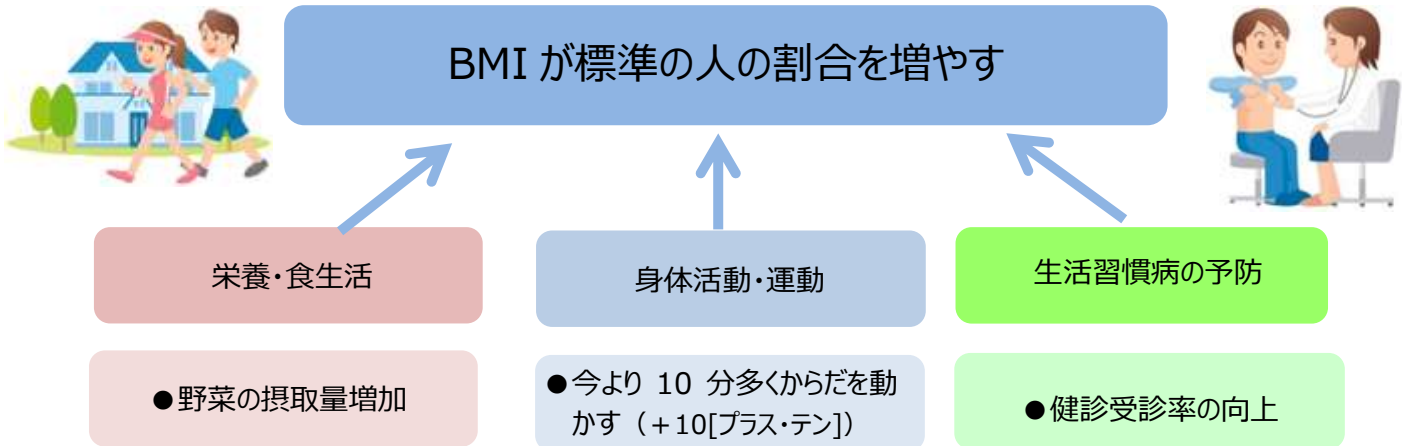 BMI が標準の人の割合を増やす
栄養・食生活
身体活動・運動
生活習慣病の予防
●野菜の摂取量増加
●今より 10 分多くからだを動
かす（＋10[プラス・テン]）
●健診受診率の向上